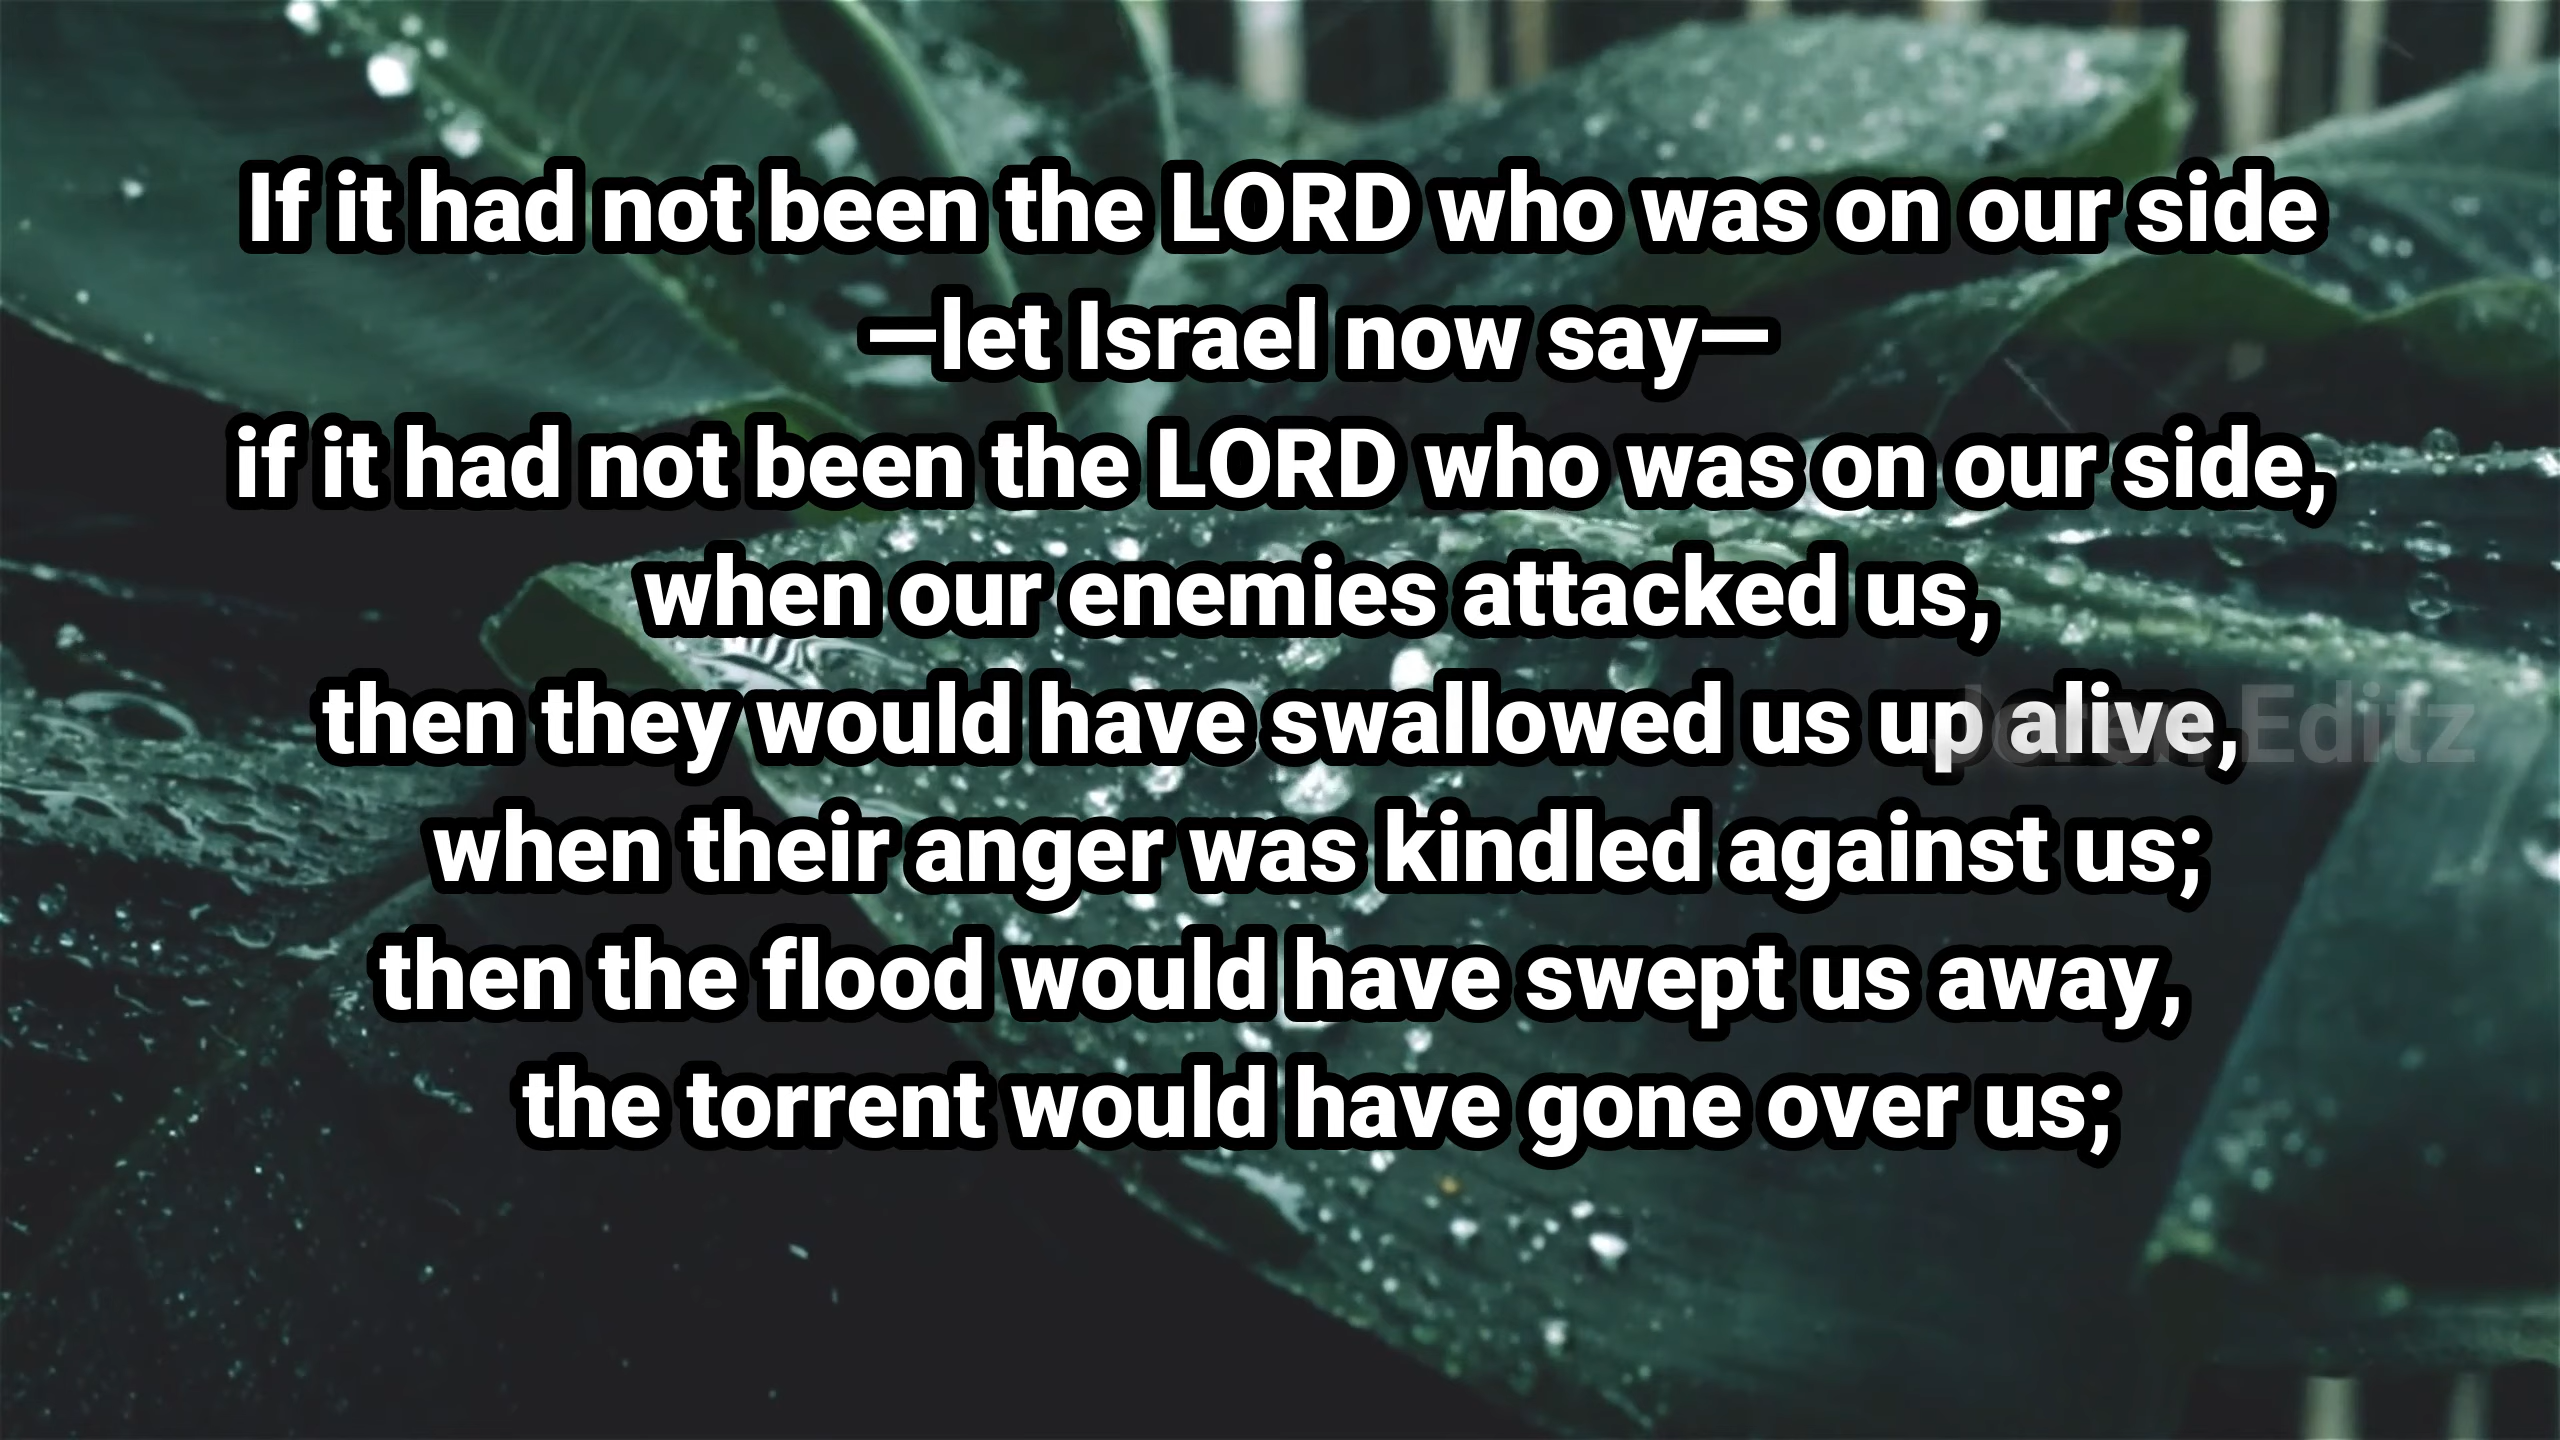 If it had not been the LORD who was on our side
—let Israel now say—
if it had not been the LORD who was on our side,
when our enemies attacked us,
then they would have swallowed us up alive,
Editz
when their anger was kindled against us;
then the flood would have swept us away,
the torrent would have gone over us;